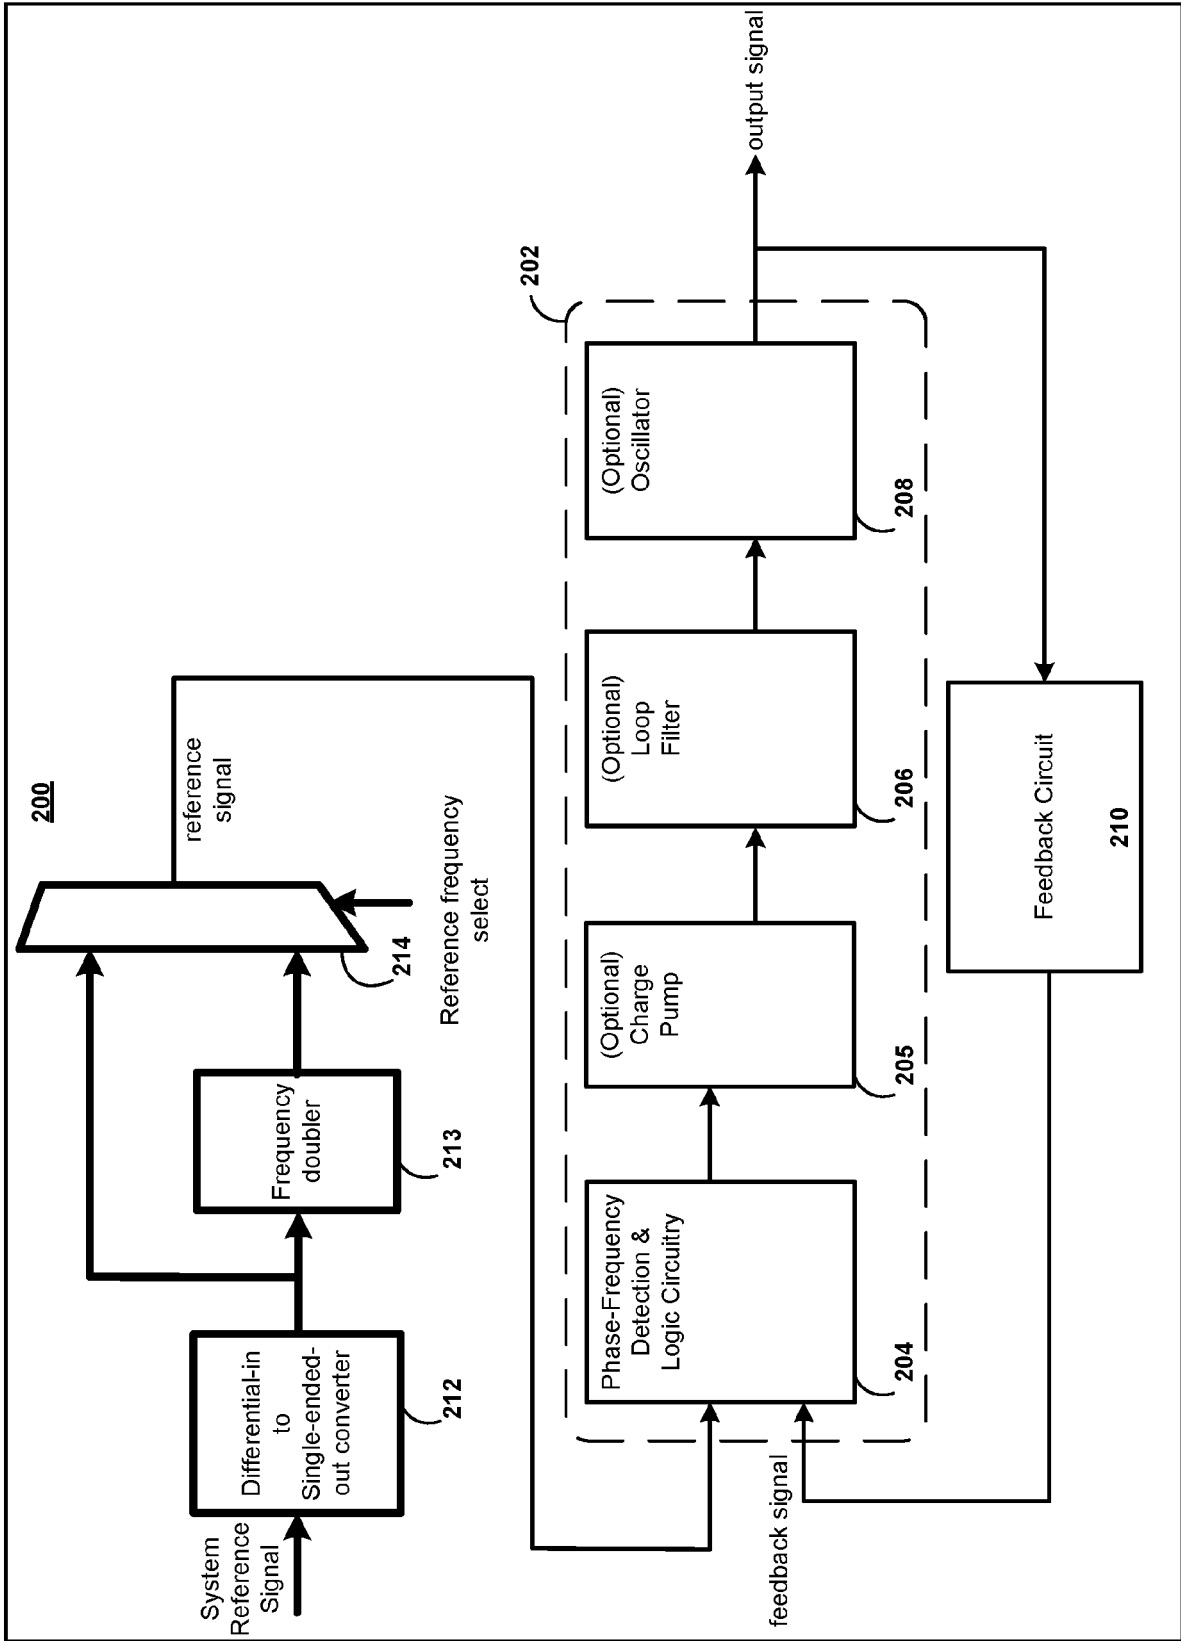 200
System
Reference
Signal
Differential-in
to
Single-ended-
out converter
212
Frequency
doubler
213
214
Reference frequency
select
reference
signal
202
Phase-Frequency
Detection &
Logic Circuitry
204
(Optional)
Charge
Pump
205
(Optional)
Loop
Filter
206
(Optional)
Oscillator
208
output signal
feedback signal
Feedback Circuit
210